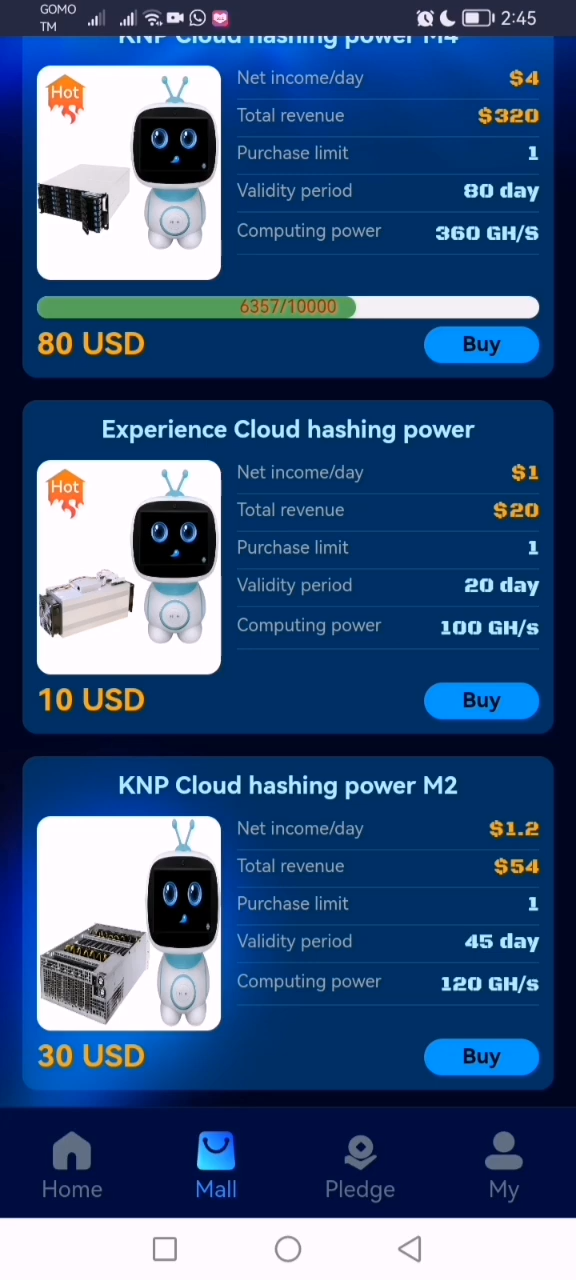 GOMO
TM
2:45
KNP Cloud hashing power M4
Hot
Net income/day $4
Total revenue $320
Purchase limit 1
Validity period 80 day
Computing power 360 GH/S
6357/10000
80 USD
Buy
Experience Cloud hashing power
Hot
Net income/day $1
Total revenue $20
Purchase limit 1
Validity period 20 day
Computing power 100 GH/s
10 USD
Buy
KNP Cloud hashing power M2
Net income/day $1.2
Total revenue $54
Purchase limit 1
Validity period 45 day
Computing power 120 GH/s
30 USD
Buy
Home
Mall
Pledge
My